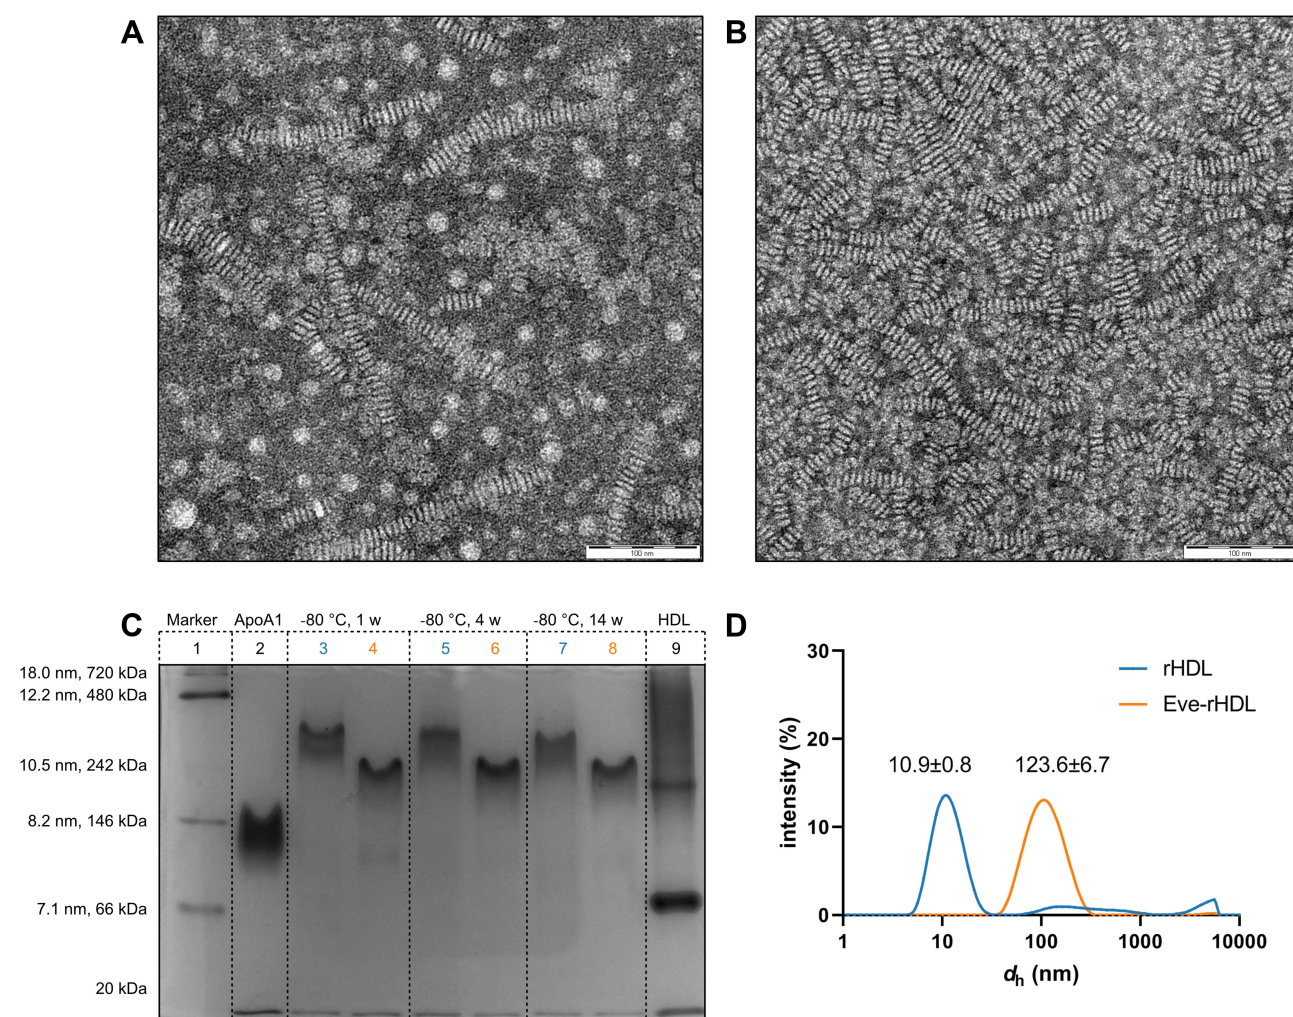 A
B
100 nm
100 nm
C
Marker
ApoA1
-80 °C, 1 w
-80 °C, 4 w
-80 °C, 14 w
HDL
1
2
3
4
5
6
7
8
9
18.0 nm, 720 kDa
12.2 nm, 480 kDa
10.5 nm, 242 kDa
8.2 nm, 146 kDa
7.1 nm, 66 kDa
20 kDa
D
30
20
10
0
intensity (%)
rHDL
Eve-rHDL
10.9±0.8
123.6±6.7
1
10
100
1000
10000
dh (nm)